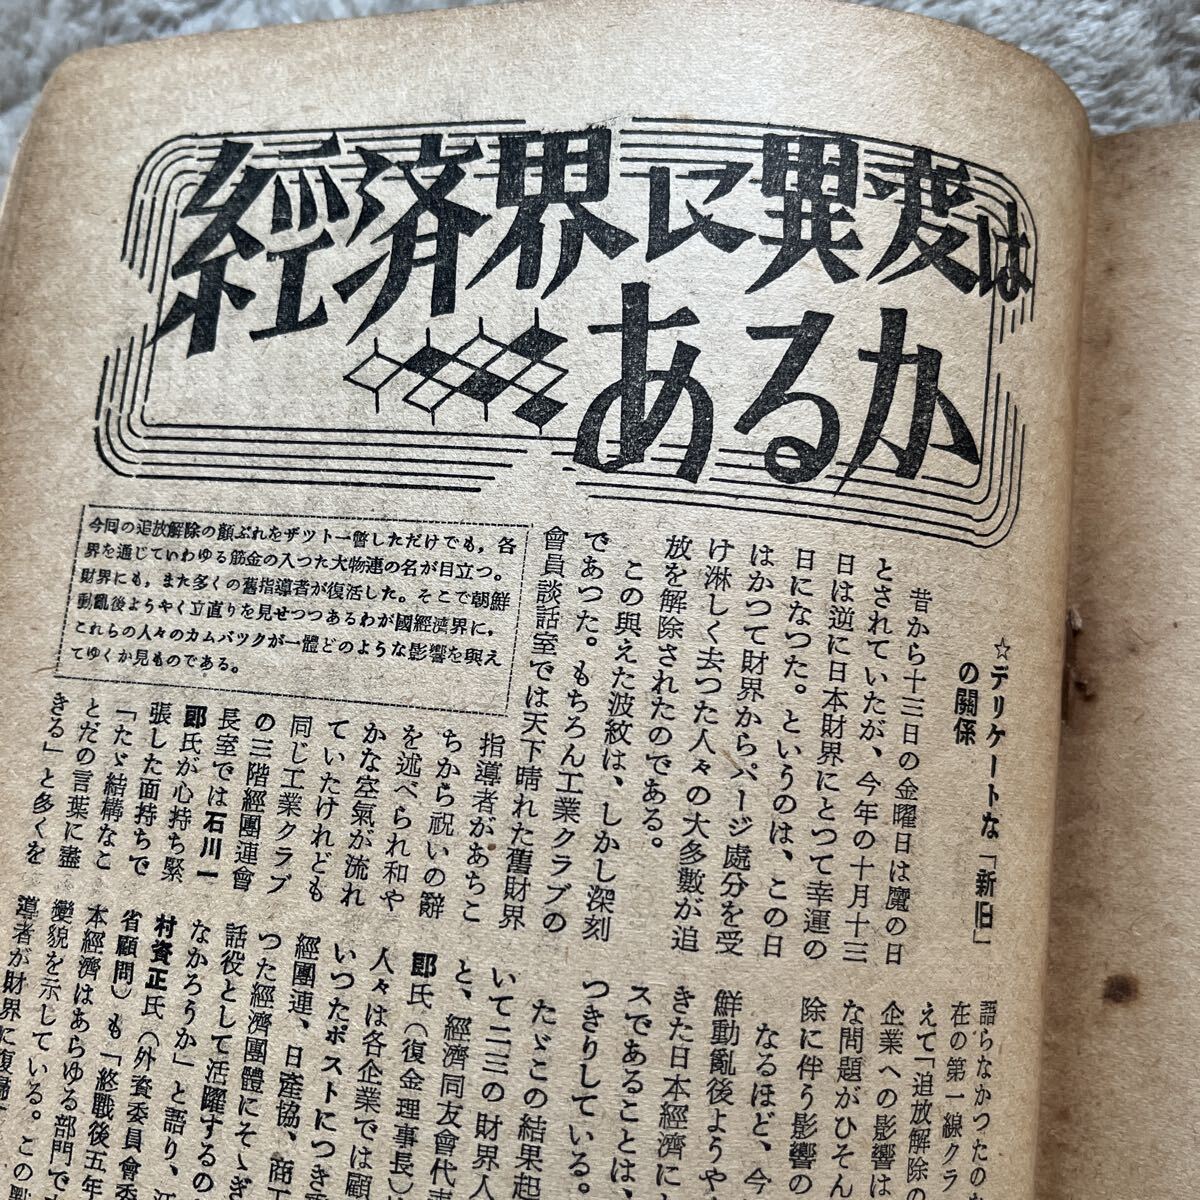 經済界に異変は
あるか
今回の追放解除の顔ぶれをザット一瞥しただけでも，各
界を通じていわゆる筋金の入つた大物連の名が目立つ。
財界にも，また多くの舊指導者が復活した。そこで朝鮮
動亂後ようやく立直りを見せつつあるわが國經濟界に，
これらの人々のカムバツクが一體どのような影響を與え
てゆくか見ものである。
☆デリケートな「新旧」
の關係
昔から十三日の金曜日は魔の日
とされていたが、今年の十月十三
日は逆に日本財界にとつて幸運の
日になつた。というのは、この日
はかつて財界からパージ處分を受
け淋しく去つた人々の大多數が追
放を解除されたのである。
この與えた波紋は、しかし深刻
であつた。もちろん工業クラブの
會員談話室では天下晴れた舊財界
指導者があちこ
ちから祝いの辭
を述べられ和や
かな空氣が流れ
ていたけれども
同じ工業クラブ
の三階經團連會
長室では石川一
郎氏が心持ち緊
張した面持ちで
「たゞ結構なこ
とだの言葉に盡
きる」と多くを
語らなかつたのな
在の第一線クラ
えて「追放解除の
企業への影響は
な問題がひそん
除に伴う影響の
なるほど、今
鮮動亂後ようや
きた日本經濟に
スであることは、
つきりしている。
たゞこの結果起
いて二三の財界人
と、經濟同友會代表
郎氏（復金理事長）
人々は各企業では顧
いつたポストにつき
經團連、日産協、商工
つた經濟團體にそゝぎ
話役として活躍するの
なかろうか」と語り、
村資正氏（外資委員會委
省顧問）も「終戰後五年
本經濟はあらゆる部門で
變貌を示している。この
導者が財界に復歸